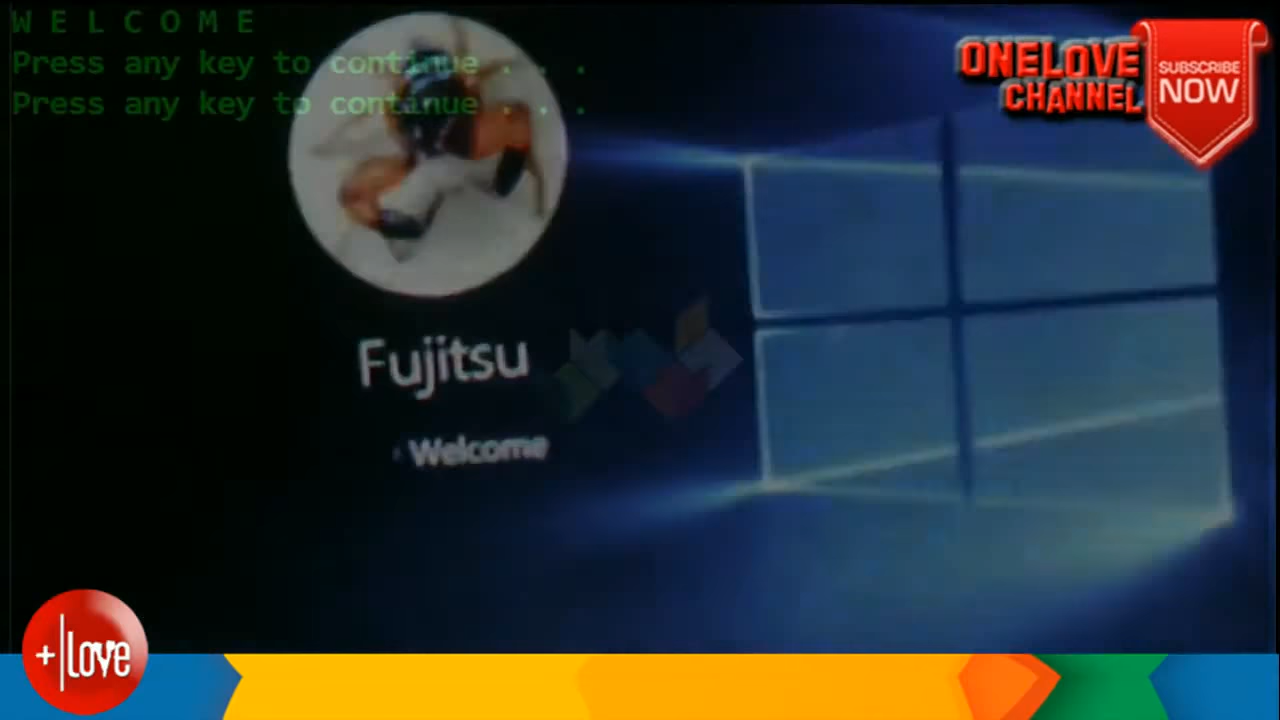 W E L C O M E
Press any key to continue . . .
Press any key to continue . . .
ONELOVE
CHANNEL
SUBSCRIBE
NOW
Fujitsu
Welcome
+Love